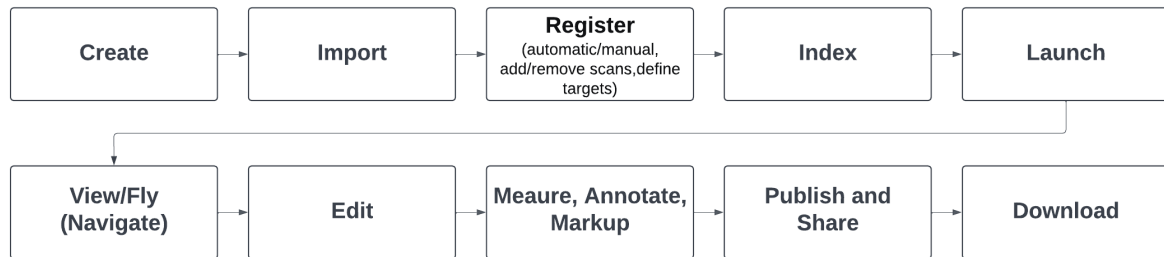 Create
Import
Register
(automatic/manual,
add/remove scans,define
targets)
Index
Launch
View/Fly
(Navigate)
Edit
Meaure, Annotate,
Markup
Publish and
Share
Download